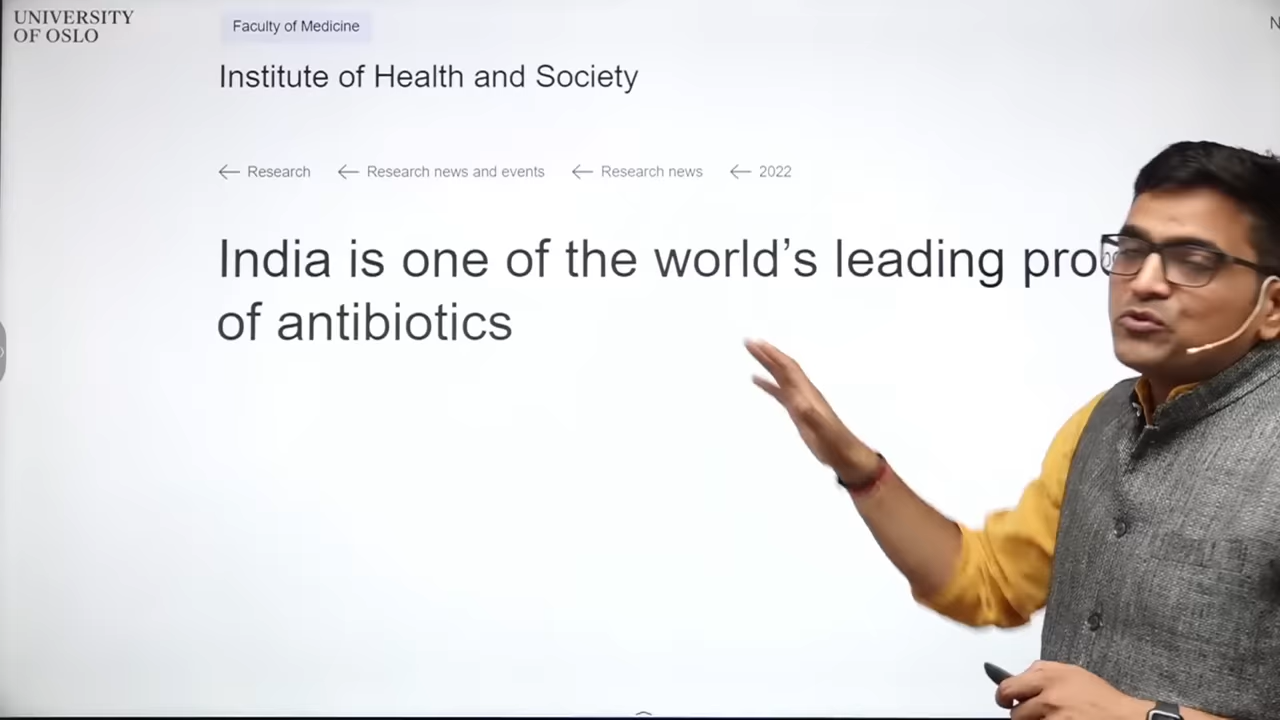 UNIVERSITY
OF OSLO
Faculty of Medicine
N
Institute of Health and Society
← Research ← Research news and events ← Research news ← 2022
India is one of the world’s leading
of antibiotics